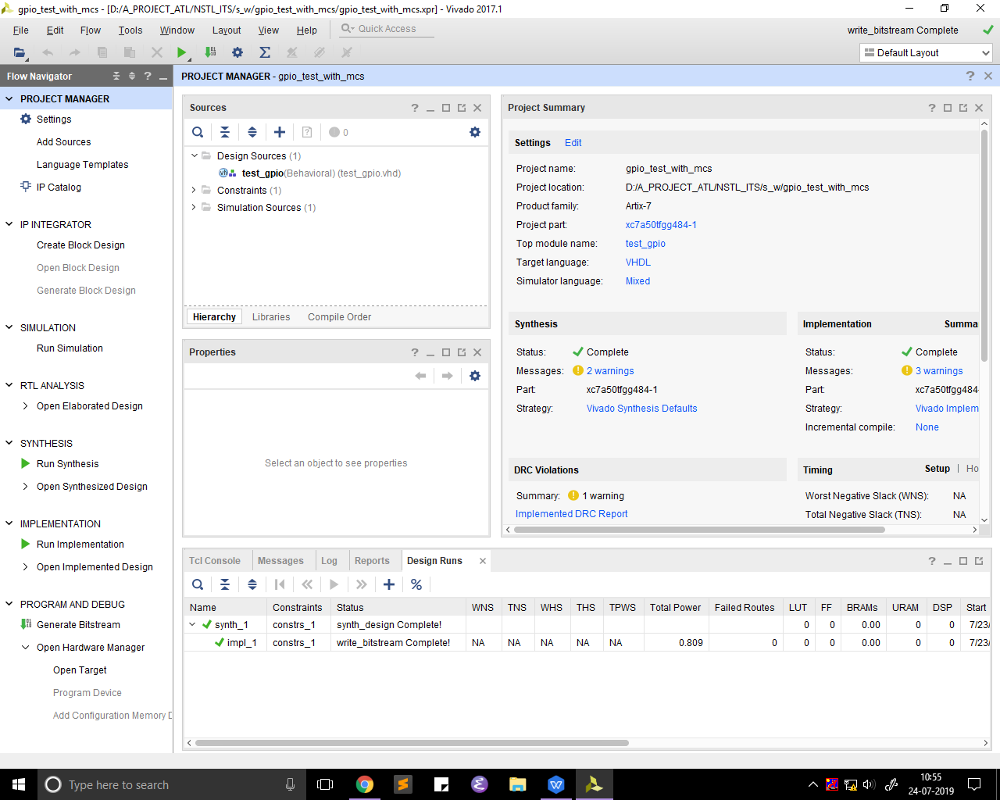 gpio_test_with_mcs - [D:/A_PROJECT_ATL/NSTL_ITS/s_w/gpio_test_with_mcs/gpio_test_with_mcs.xpr] - Vivado 2017.1
File Edit Flow Tools Window Layout View Help Quick Access write_bitstream Complete
Default Layout
Flow Navigator
PROJECT MANAGER
Settings
Add Sources
Language Templates
IP Catalog
IP INTEGRATOR
Create Block Design
Open Block Design
Generate Block Design
SIMULATION
Run Simulation
RTL ANALYSIS
Open Elaborated Design
SYNTHESIS
Run Synthesis
Open Synthesized Design
IMPLEMENTATION
Run Implementation
Open Implemented Design
PROGRAM AND DEBUG
Generate Bitstream
Open Hardware Manager
Open Target
Program Device
Add Configuration Memory D
PROJECT MANAGER - gpio_test_with_mcs
Sources
0
Design Sources (1)
test_gpio(Behavioral) (test_gpio.vhd)
Constraints (1)
Simulation Sources (1)
Hierarchy Libraries Compile Order
Properties
Select an object to see properties
Project Summary
Settings Edit
Project name: gpio_test_with_mcs
Project location: D:/A_PROJECT_ATL/NSTL_ITS/s_w/gpio_test_with_mcs
Product family: Artix-7
Project part: xc7a50tfgg484-1
Top module name: test_gpio
Target language: VHDL
Simulator language: Mixed
Synthesis
Status: Complete
Messages: 2 warnings
Part: xc7a50tfgg484-1
Strategy: Vivado Synthesis Defaults
Implementation Summa
Status: Complete
Messages: 3 warnings
Part: xc7a50tfgg484-
Strategy: Vivado Implem
Incremental compile: None
DRC Violations
Summary: 1 warning
Implemented DRC Report
Timing Setup | Ho
Worst Negative Slack (WNS): NA
Total Negative Slack (TNS): NA
Tcl Console Messages Log Reports Design Runs
Name Constraints Status WNS TNS WHS THS TPWS Total Power Failed Routes LUT FF BRAMs URAM DSP Start
synth_1 constrs_1 synth_design Complete! 0 0 0.00 0 0 7/23/
impl_1 constrs_1 write_bitstream Complete! NA NA NA NA NA 0.809 0 0 0 0.00 0 0 7/23/
Type here to search
10:55
24-07-2019